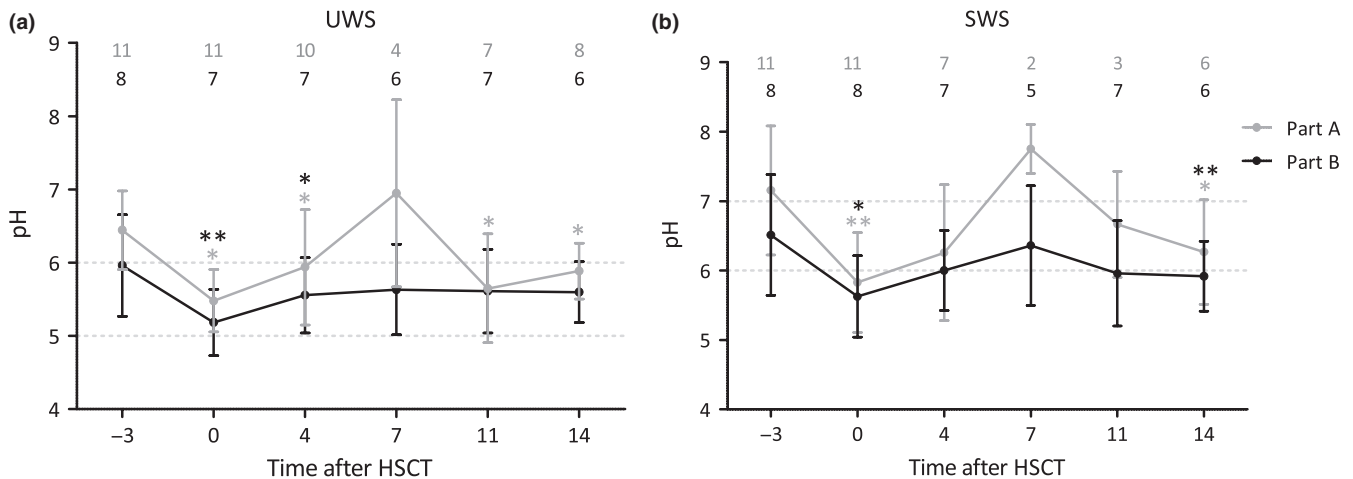 (a) UWS
9
8
7
6
5
4
pH
11 11 10 4 7 8
8 7 7 6 7 6
** * * * * *
−3 0 4 7 11 14
Time after HSCT
(b) SWS
9
8
7
6
5
4
pH
11 11 7 2 3 6
8 8 7 5 7 6
* ** ** *
−3 0 4 7 11 14
Time after HSCT
Part A
Part B